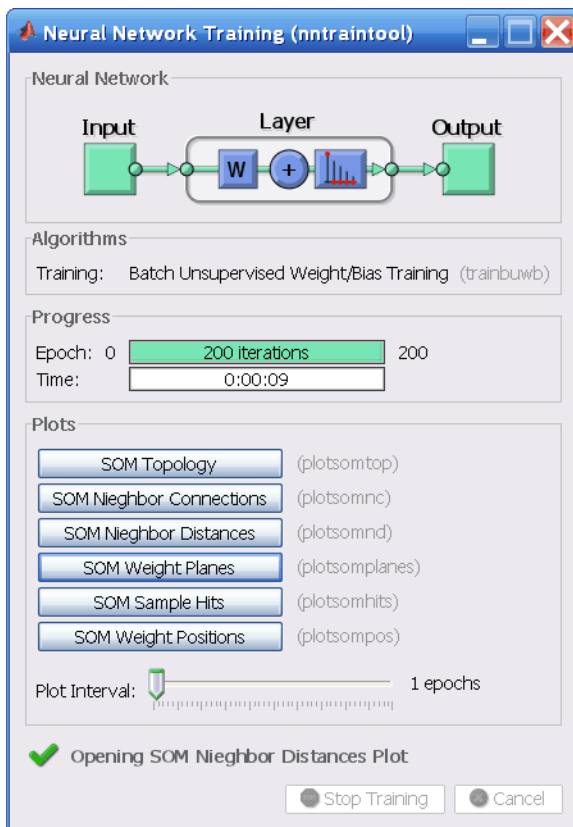 Neural Network Training (nntraintool)
Neural Network
Input
Layer
Output
W
+
Algorithms
Training: Batch Unsupervised Weight/Bias Training (trainbuwb)
Progress
Epoch: 0 200 iterations 200
Time: 0:00:09
Plots
SOM Topology (plotsomtop)
SOM Nieghbor Connections (plotsomnc)
SOM Nieghbor Distances (plotsomnd)
SOM Weight Planes (plotsomplanes)
SOM Sample Hits (plotsomhits)
SOM Weight Positions (plotsompos)
Plot Interval: 1 epochs
Opening SOM Nieghbor Distances Plot
Stop Training Cancel